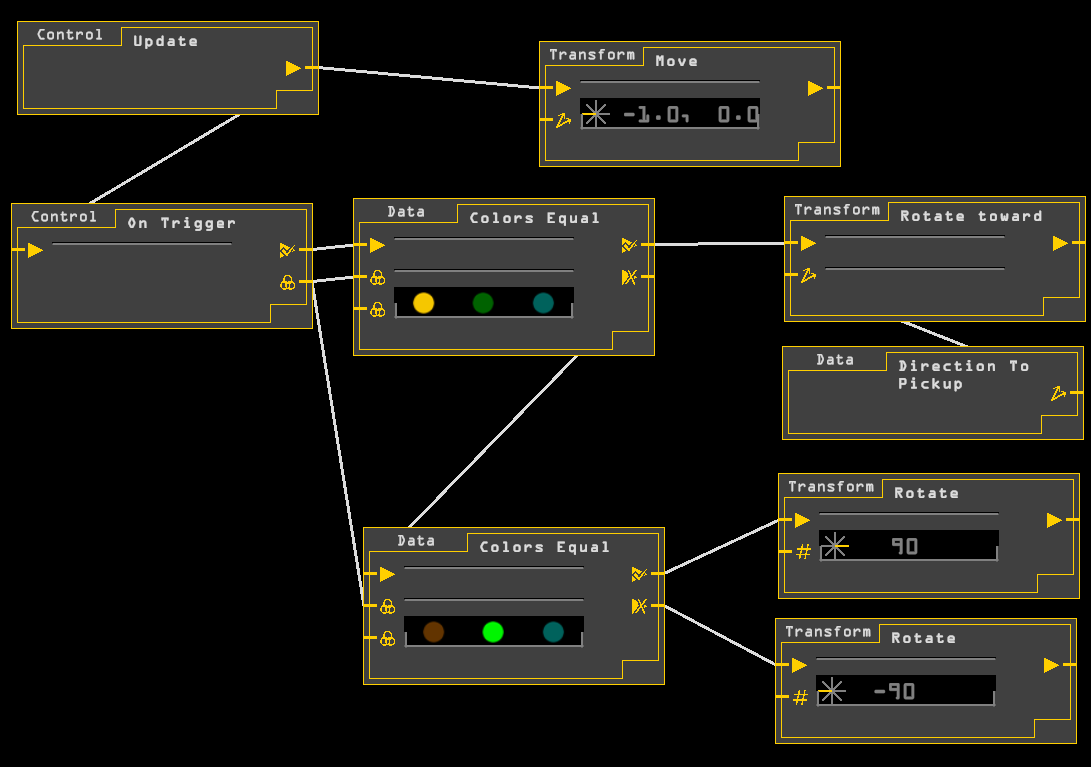 Control Update
Transform Move
-1.0, 0.0
Control On Trigger
Data Colors Equal
Transform Rotate toward
Data Direction To
Pickup
Transform Rotate
# 90
Data Colors Equal
Transform Rotate
# -90